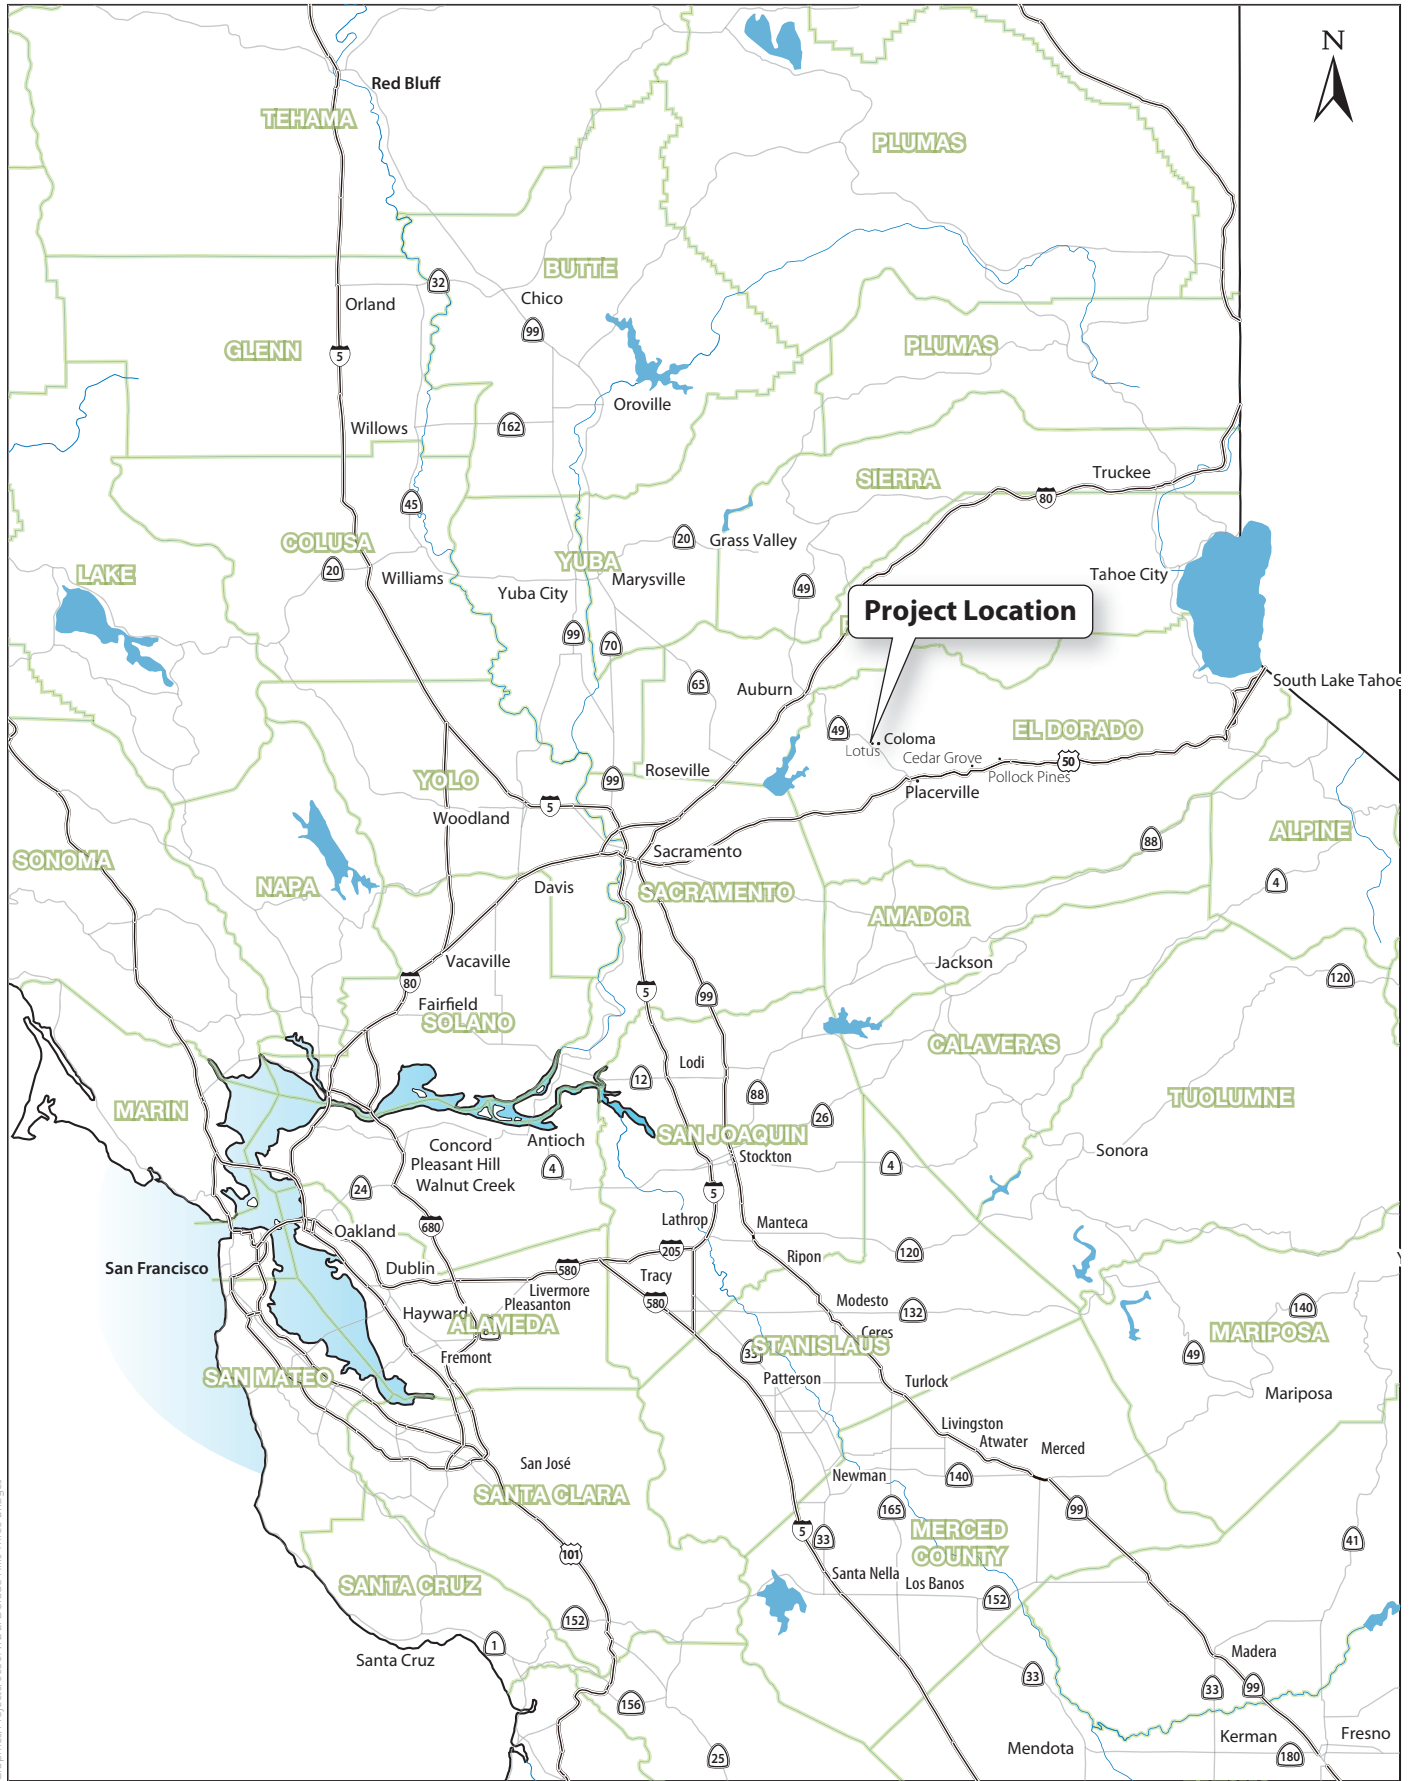 N
Red Bluff
TEHAMA
PLUMAS
BUTTE
32
Orland
Chico
99
GLENN
5
PLUMAS
Oroville
162
Willows
SIERRA
Truckee
80
45
20
Grass Valley
COLUSA
YUBA
20
Williams
Marysville
LAKE
Tahoe City
49
Yuba City
Project Location
99
70
65
Auburn
South Lake Tahoe
49
EL DORADO
Coloma
Lotus
Cedar Grove
50
Pollock Pines
Roseville
YOLO
99
Placerville
5
Woodland
ALPINE
88
SONOMA
Sacramento
4
NAPA
Davis
SACRAMENTO
AMADOR
Vacaville
Jackson
80
120
5
99
Fairfield
SOLANO
CALAVERAS
Lodi
12
88
TUOLUMNE
MARIN
26
SAN JOAQUIN
Antioch
Concord
Pleasant Hill
Walnut Creek
Stockton
Sonora
4
4
24
5
Lathrop
Manteca
680
Oakland
205
120
Ripon
San Francisco
Dublin
580
Tracy
Livermore
Pleasanton
580
Modesto
132
140
Hayward
ALAMEDA
Ceres
MARIPOSA
33
STANISLAUS
49
Fremont
SAN MATEO
Patterson
Turlock
Mariposa
Livingston
Atwater
Merced
San José
Newman
140
SANTA CLARA
165
99
MERCED
COUNTY
5
33
41
101
Santa Nella
Los Banos
SANTA CRUZ
152
152
1
Santa Cruz
Madera
33
33
99
156
Kerman
Fresno
Mendota
25
180